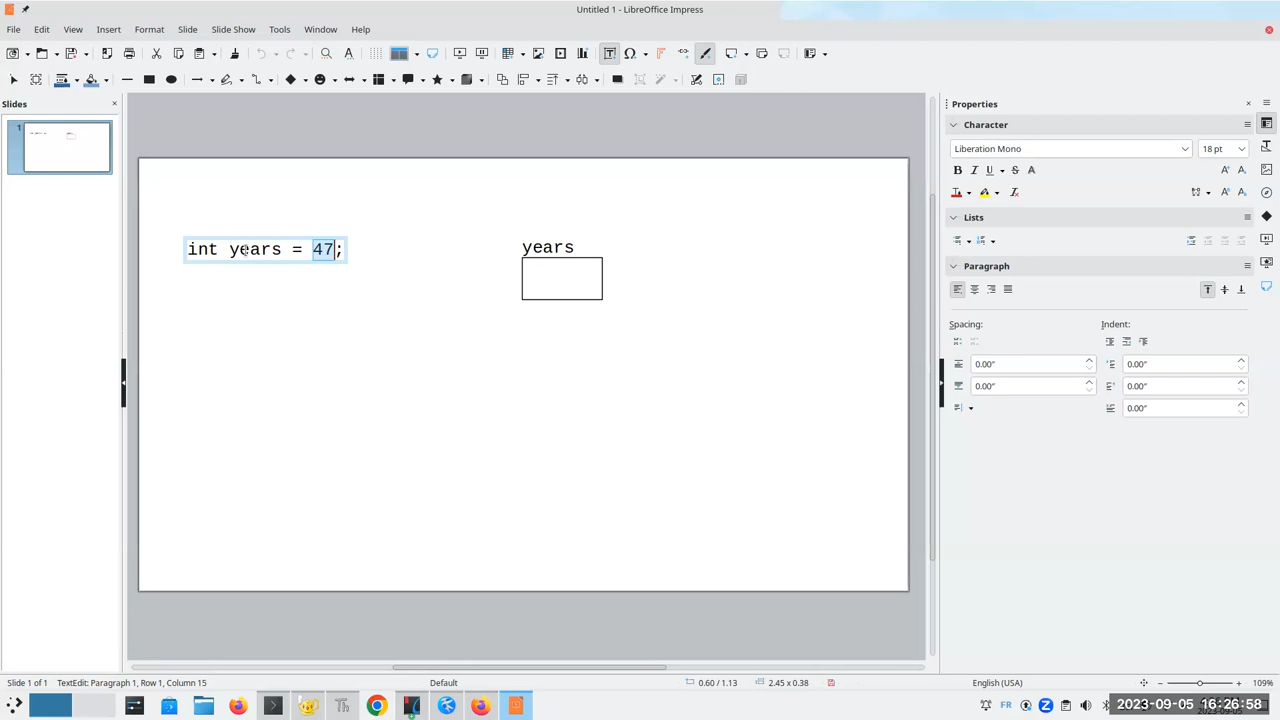 Untitled 1 - LibreOffice Impress
File Edit View Insert Format Slide Slide Show Tools Window Help
Slides
1
int years = 47;
years
Properties
Character
Liberation Mono
18 pt
Lists
Paragraph
Spacing:
Indent:
0.00"
0.00"
0.00"
0.00"
0.00"
Slide 1 of 1
TextEdit: Paragraph 1, Row 1, Column 15
Default
0.60 / 1.13
2.45 x 0.38
English (USA)
109%
FR
2023-09-05 16:26:58